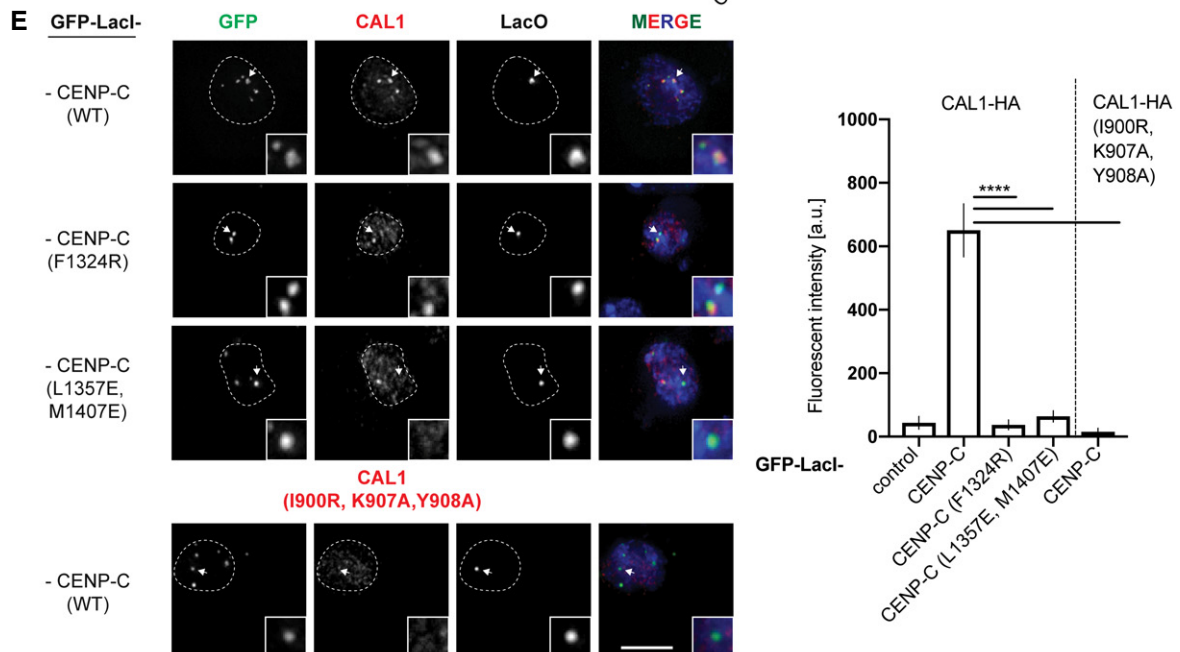 E
GFP-LacI-
GFP
CAL1
LacO
MERGE
- CENP-C
(WT)
- CENP-C
(F1324R)
- CENP-C
(L1357E,
M1407E)
CAL1
(I900R, K907A,Y908A)
- CENP-C
(WT)
CAL1-HA
CAL1-HA
(I900R,
K907A,
Y908A)
****
Fluorescent intensity [a.u.]
1000
800
600
400
200
0
GFP-LacI-
control
CENP-C
CENP-C (F1324R)
CENP-C (L1357E, M1407E)
CENP-C